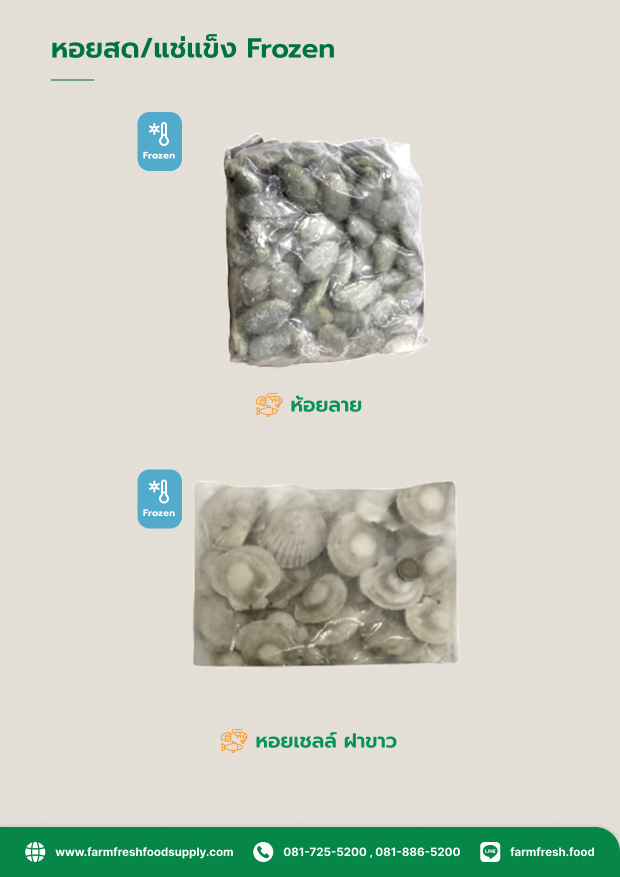 หอยสด/แช่แข็ง Frozen
Frozen
ห้อยลาย
Frozen
หอยเชลล์ ฝาขาว
www.farmfreshfoodsupply.com
081-725-5200 , 081-886-5200
LINE
farmfresh.food